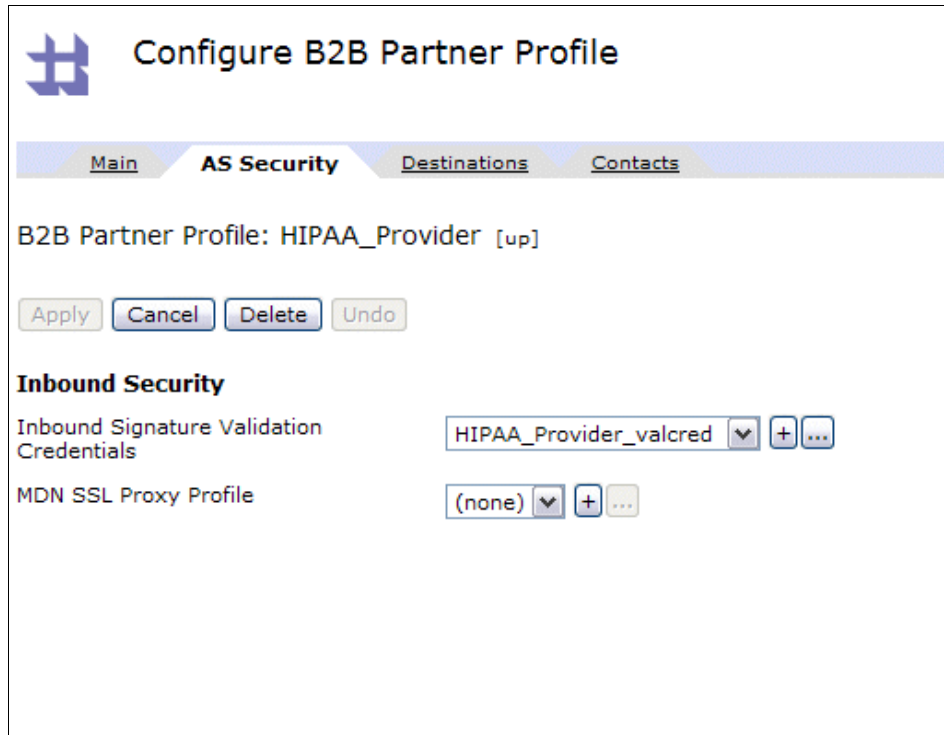 Configure B2B Partner Profile
Main AS Security Destinations Contacts
B2B Partner Profile: HIPAA_Provider [up]
Apply Cancel Delete Undo
Inbound Security
Inbound Signature Validation
Credentials
HIPAA_Provider_valcred + ...
MDN SSL Proxy Profile
(none) + ...